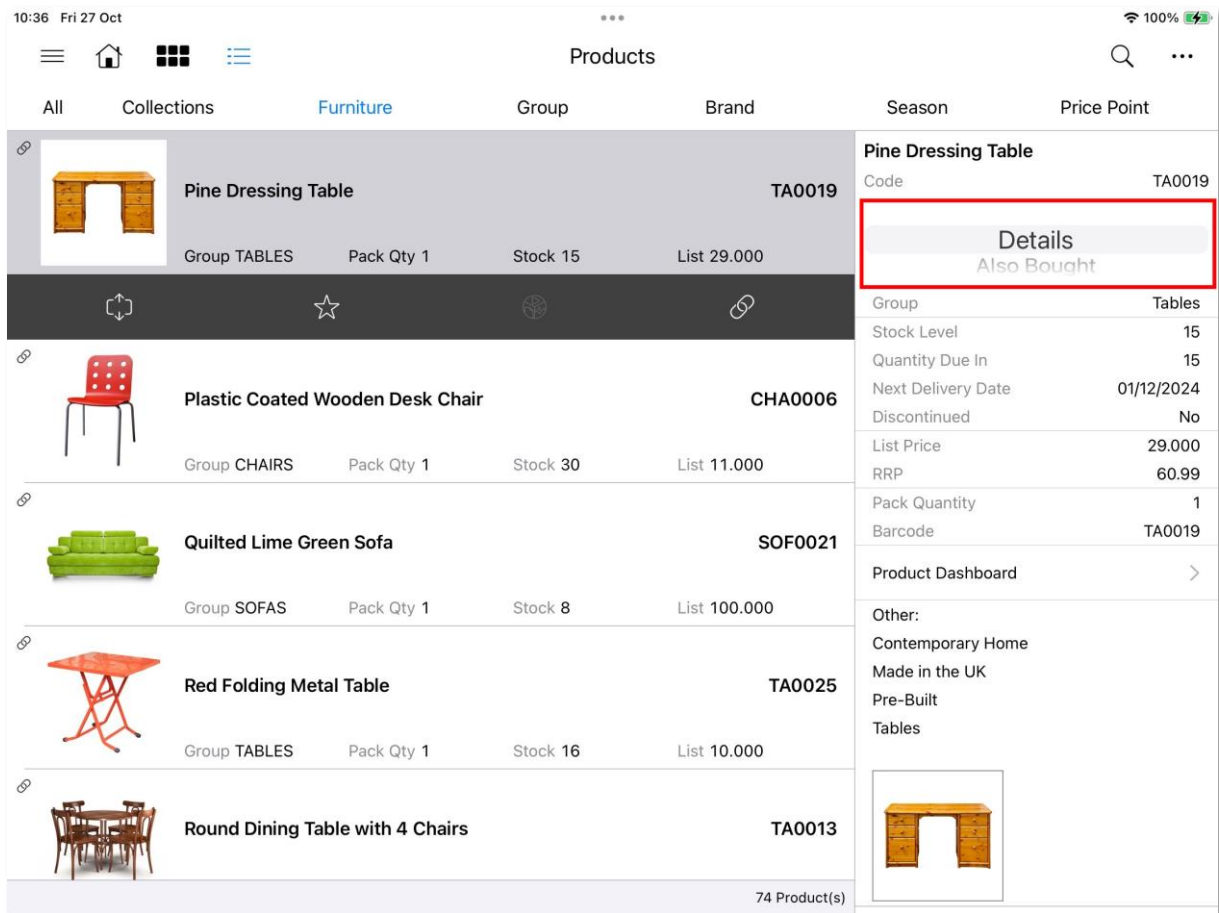 10:36 Fri 27 Oct
100%
Products
All Collections Furniture Group Brand Season Price Point
Pine Dressing Table TA0019
Group TABLES Pack Qty 1 Stock 15 List 29.000
Plastic Coated Wooden Desk Chair CHA0006
Group CHAIRS Pack Qty 1 Stock 30 List 11.000
Quilted Lime Green Sofa SOF0021
Group SOFAS Pack Qty 1 Stock 8 List 100.000
Red Folding Metal Table TA0025
Group TABLES Pack Qty 1 Stock 16 List 10.000
Round Dining Table with 4 Chairs TA0013
74 Product(s)
Pine Dressing Table
Code TA0019
Details
Also Bought
Group Tables
Stock Level 15
Quantity Due In 15
Next Delivery Date 01/12/2024
Discontinued No
List Price 29.000
RRP 60.99
Pack Quantity 1
Barcode TA0019
Product Dashboard
Other:
Contemporary Home
Made in the UK
Pre-Built
Tables